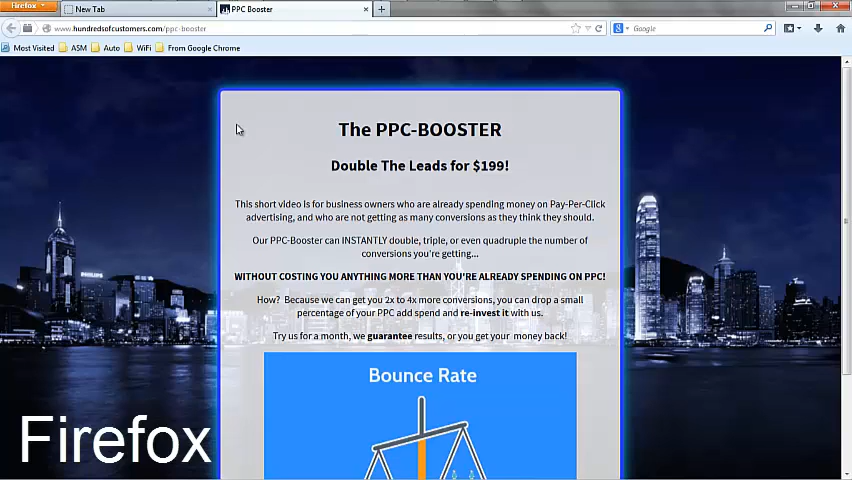 Firefox
New Tab
PPC Booster
www.hundredsofcustomers.com/ppc-booster
Google
Most Visited
ASM
Auto
WiFi
From Google Chrome
The PPC-BOOSTER
Double The Leads for $199!
This short video is for business owners who are already spending money on Pay-Per-Click
advertising, and who are not getting as many conversions as they think they should.
Our PPC-Booster can INSTANTLY double, triple, or even quadruple the number of
conversions you're getting...
WITHOUT COSTING YOU ANYTHING MORE THAN YOU'RE ALREADY SPENDING ON PPC!
How? Because we can get you 2x to 4x more conversions, you can drop a small
percentage of your PPC add spend and re-invest it with us.
Try us for a month, we guarantee results, or you get your money back!
PHILIPS
Bounce Rate
Firefox